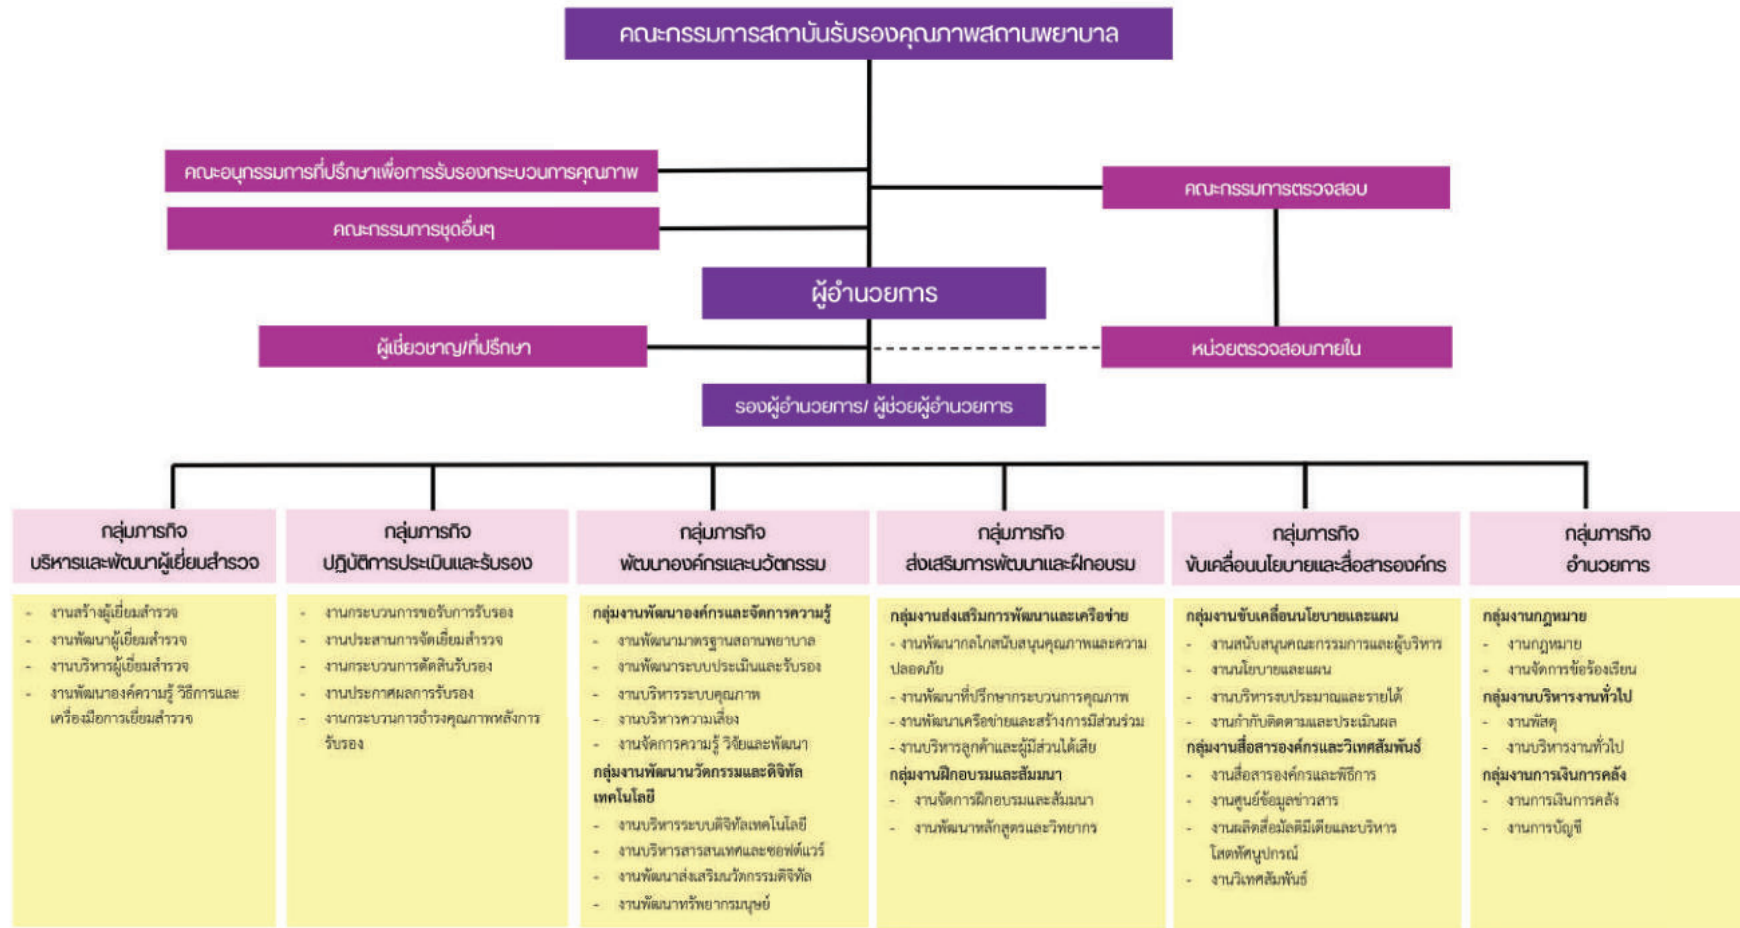 คณะกรรมการสถาบันรับรองคุณภาพสถานพยาบาล
คณะอนุกรรมการที่ปรึกษาเพื่อการรับรองกระบวนการคุณภาพ
คณะกรรมการตรวจสอบ
คณะกรรมการชุดอื่นๆ
ผู้อำนวยการ
ผู้เชี่ยวชาญ/ที่ปรึกษา
หน่วยตรวจสอบภายใน
รองผู้อำนวยการ/ ผู้ช่วยผู้อำนวยการ
กลุ่มภารกิจ
บริหารและพัฒนาผู้เยี่ยมสำรวจ
- งานสร้างผู้เยี่ยมสำรวจ
- งานพัฒนาผู้เยี่ยมสำรวจ
- งานบริหารผู้เยี่ยมสำรวจ
- งานพัฒนาองค์ความรู้ วิธีการและ
เครื่องมือการเยี่ยมสำรวจ
กลุ่มภารกิจ
ปฏิบัติการประเมินและรับรอง
- งานกระบวนการขอรับการรับรอง
- งานประสานการจัดเยี่ยมสำรวจ
- งานกระบวนการตัดสินรับรอง
- งานประกาศผลการรับรอง
- งานกระบวนการธำรงคุณภาพหลังการ
รับรอง
กลุ่มภารกิจ
พัฒนาองค์กรและนวัตกรรม
กลุ่มงานพัฒนาองค์กรและจัดการความรู้
- งานพัฒนามาตรฐานสถานพยาบาล
- งานพัฒนาระบบประเมินและรับรอง
- งานบริหารระบบคุณภาพ
- งานบริหารความเสี่ยง
- งานจัดการความรู้ วิจัยและพัฒนา
กลุ่มงานพัฒนานวัตกรรมและดิจิทัล
เทคโนโลยี
- งานบริหารระบบดิจิทัลเทคโนโลยี
- งานบริหารสารสนเทศและซอฟต์แวร์
- งานพัฒนาส่งเสริมนวัตกรรมดิจิทัล
- งานพัฒนาทรัพยากรมนุษย์
กลุ่มภารกิจ
ส่งเสริมการพัฒนาและฝึกอบรม
กลุ่มงานส่งเสริมการพัฒนาและเครือข่าย
- งานพัฒนากลไกสนับสนุนคุณภาพและความ
ปลอดภัย
- งานพัฒนาที่ปรึกษากระบวนการคุณภาพ
- งานพัฒนาเครือข่ายและสร้างการมีส่วนร่วม
- งานบริหารลูกค้าและผู้มีส่วนได้เสีย
กลุ่มงานฝึกอบรมและสัมมนา
- งานจัดการฝึกอบรมและสัมมนา
- งานพัฒนาหลักสูตรและวิทยากร
กลุ่มภารกิจ
ขับเคลื่อนนโยบายและสื่อสารองค์กร
กลุ่มงานขับเคลื่อนนโยบายและแผน
- งานสนับสนุนคณะกรรมการและผู้บริหาร
- งานนโยบายและแผน
- งานบริหารงบประมาณและรายได้
- งานกำกับติดตามและประเมินผล
กลุ่มงานสื่อสารองค์กรและวิเทศสัมพันธ์
- งานสื่อสารองค์กรและพิธีการ
- งานศูนย์ข้อมูลข่าวสาร
- งานผลิตสื่อมัลติมีเดียและบริหาร
โสตทัศนูปกรณ์
- งานวิเทศสัมพันธ์
กลุ่มภารกิจ
อำนวยการ
กลุ่มงานกฎหมาย
- งานกฎหมาย
- งานจัดการข้อร้องเรียน
กลุ่มงานบริหารงานทั่วไป
- งานพัสดุ
- งานบริหารงานทั่วไป
กลุ่มงานการเงินการคลัง
- งานการเงินการคลัง
- งานการบัญชี